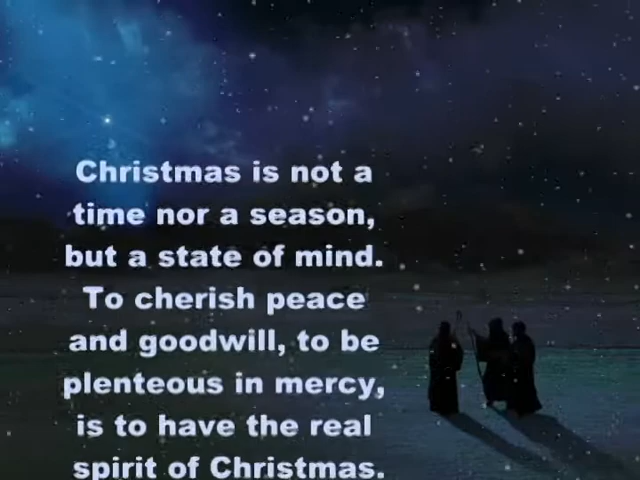 Christmas is not a
time nor a season,
but a state of mind.
To cherish peace
and goodwill, to be
plenteous in mercy,
is to have the real
spirit of Christmas.